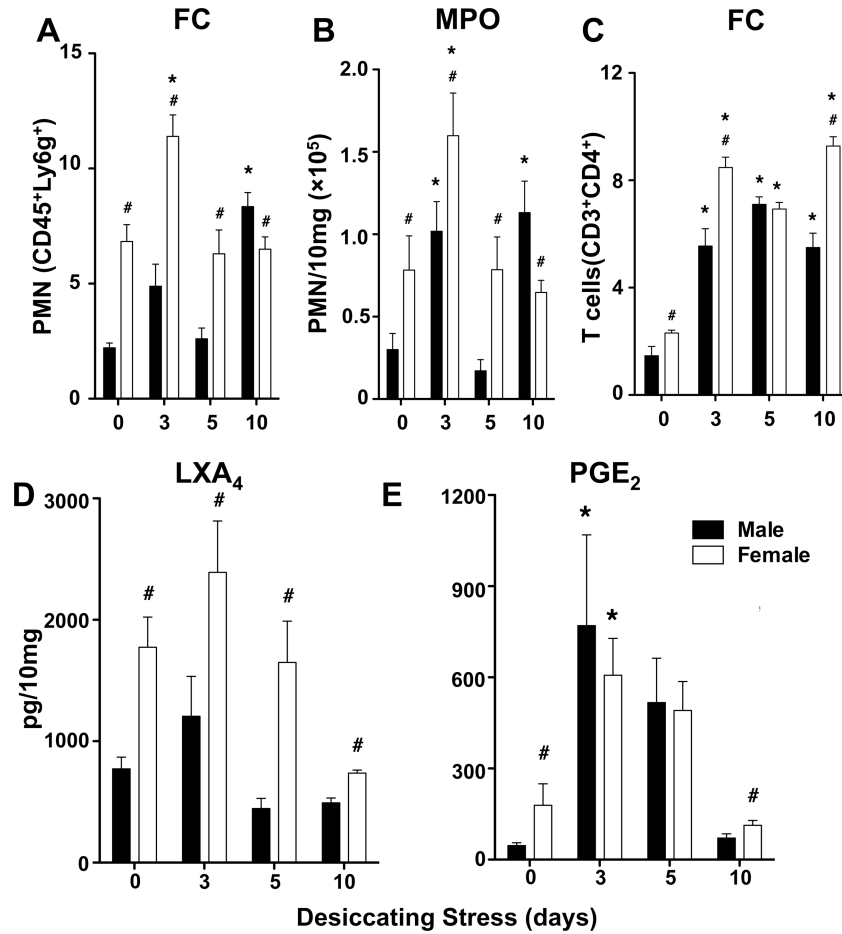 A
FC
PMN (CD45⁺Ly6g⁺)
15
10
5
0
#
*
#
#
*
#
0 3 5 10
B
MPO
PMN/10mg (×10⁵)
2.0
1.5
1.0
0.5
0
#
*
*
#
#
*
#
0 3 5 10
C
FC
T cells(CD3⁺CD4⁺)
12
8
4
0
#
*
*
#
* *
*
*
#
0 3 5 10
D
LXA₄
pg/10mg
3000
2000
1000
0
#
#
#
#
0 3 5 10
E
PGE₂
1200
900
600
300
0
#
*
*
#
Male
Female
0 3 5 10
Desiccating Stress (days)